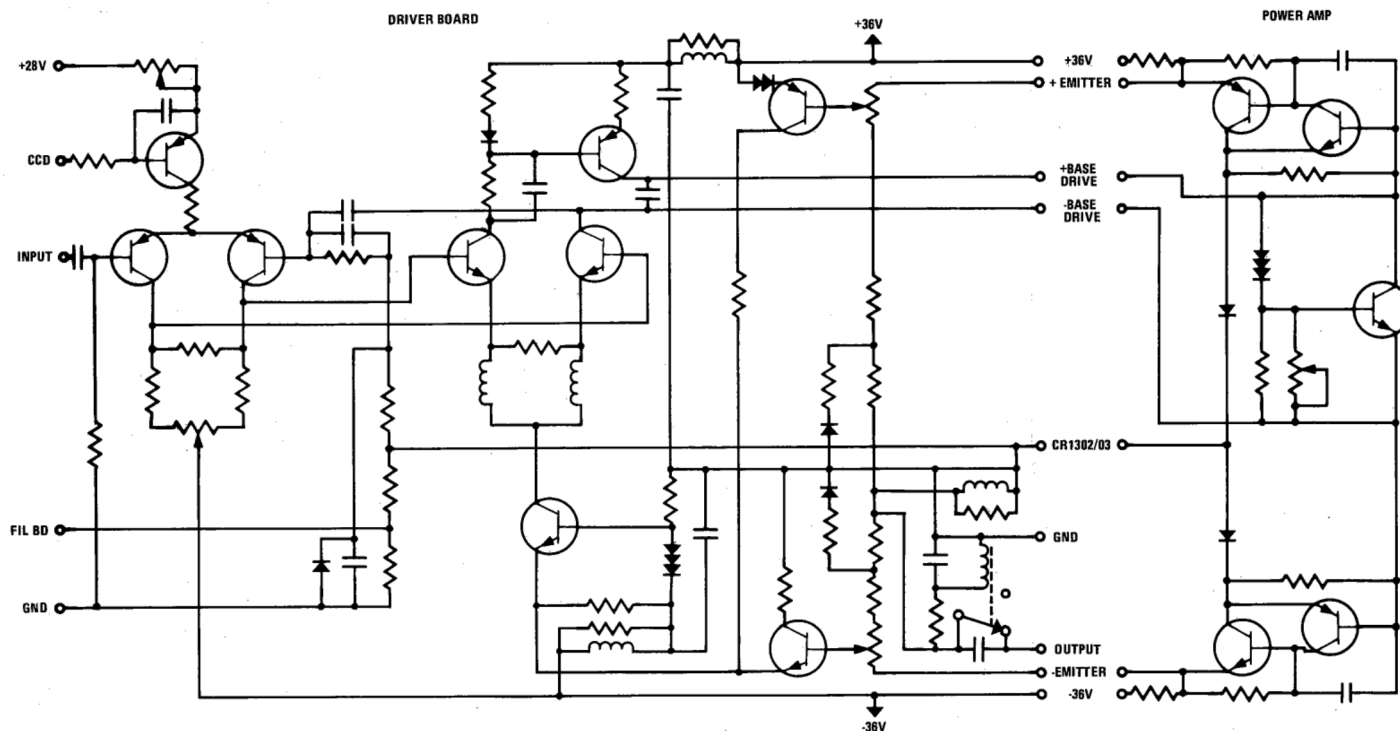 DRIVER BOARD
POWER AMP
+36V
+28V
CCD
INPUT
FIL BD
GND
+36V
+ EMITTER
+BASE
DRIVE
-BASE
DRIVE
CR1302/03
GND
OUTPUT
-EMITTER
-36V
-36V